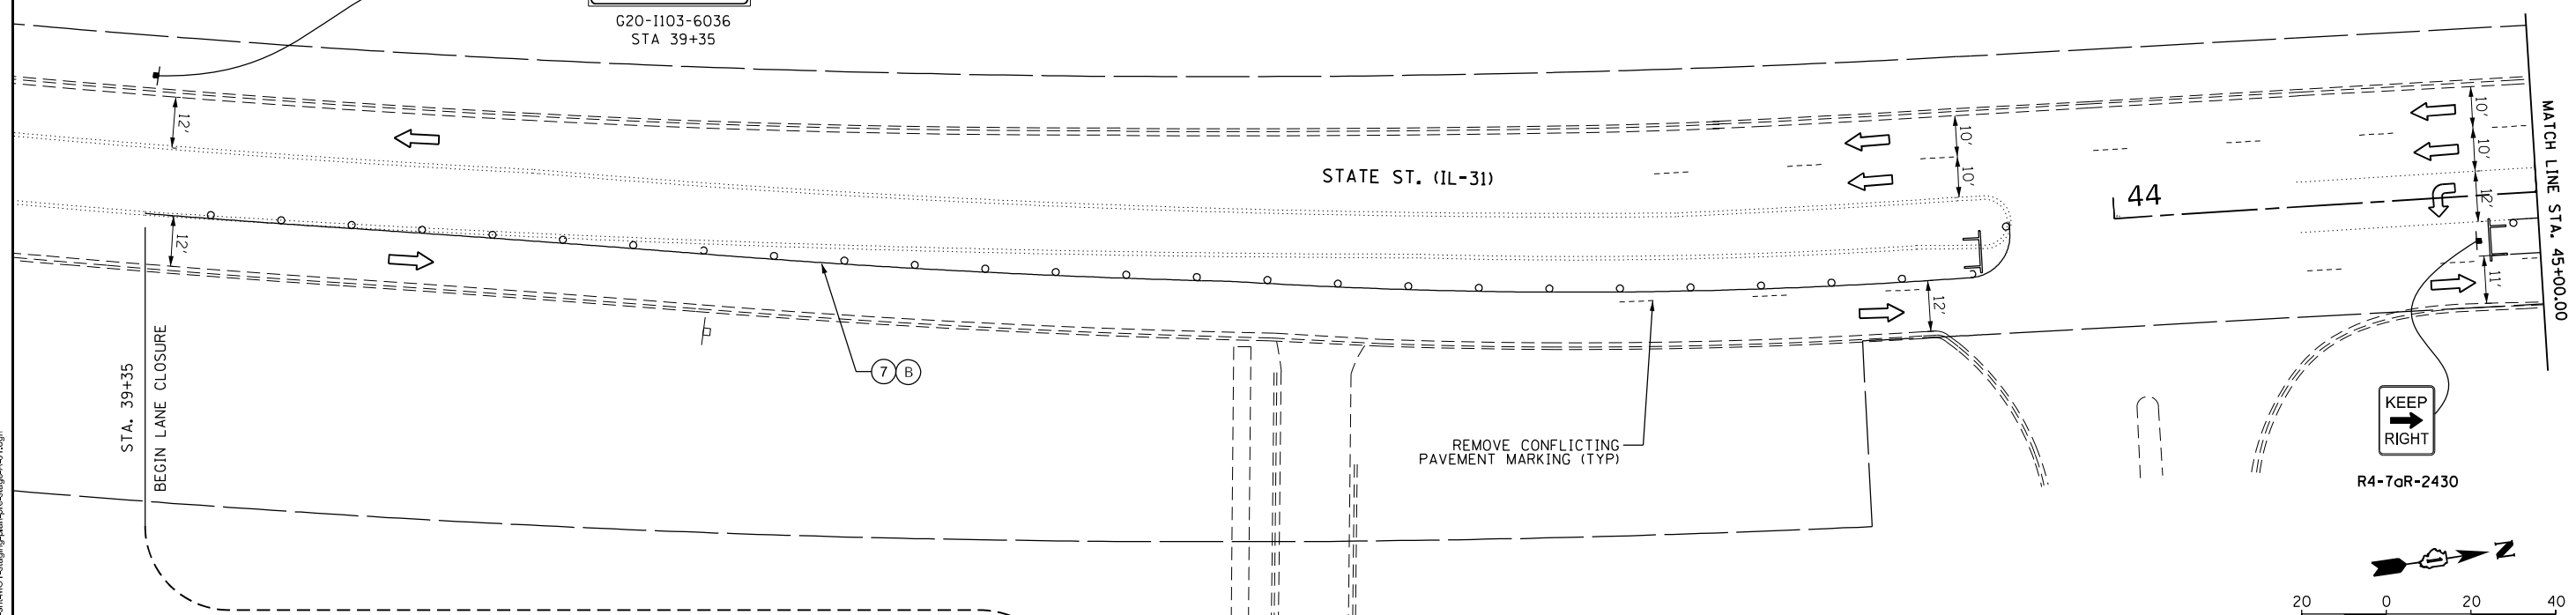 G20-I103-6036
STA 39+35
12'
10'
10'
10'
10'
12'
STATE ST. (IL-31)
44
MATCH LINE STA. 45+00.00
12'
12'
11'
STA. 39+35
BEGIN LANE CLOSURE
7 B
REMOVE CONFLICTING
PAVEMENT MARKING (TYP)
KEEP
RIGHT
R4-7aR-2430
N
20 0 20 40